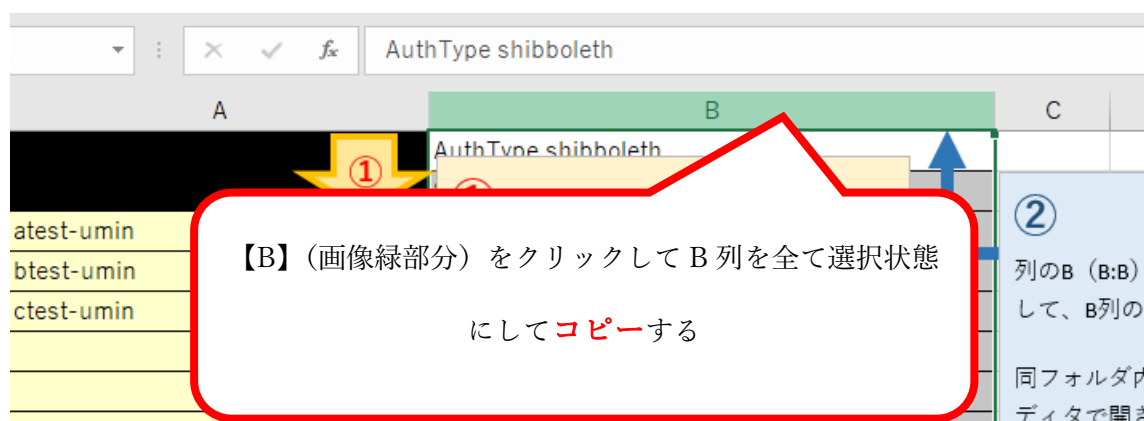 fx AuthType shibboleth
A B C
AuthType shibboleth
①
①
atest-umin
btest-umin
ctest-umin
【B】(画像緑部分）をクリックして B 列を全て選択状態
にしてコピーする
②
列のB（B:B）
して、B列の
同フォルダ内
ディタで開き